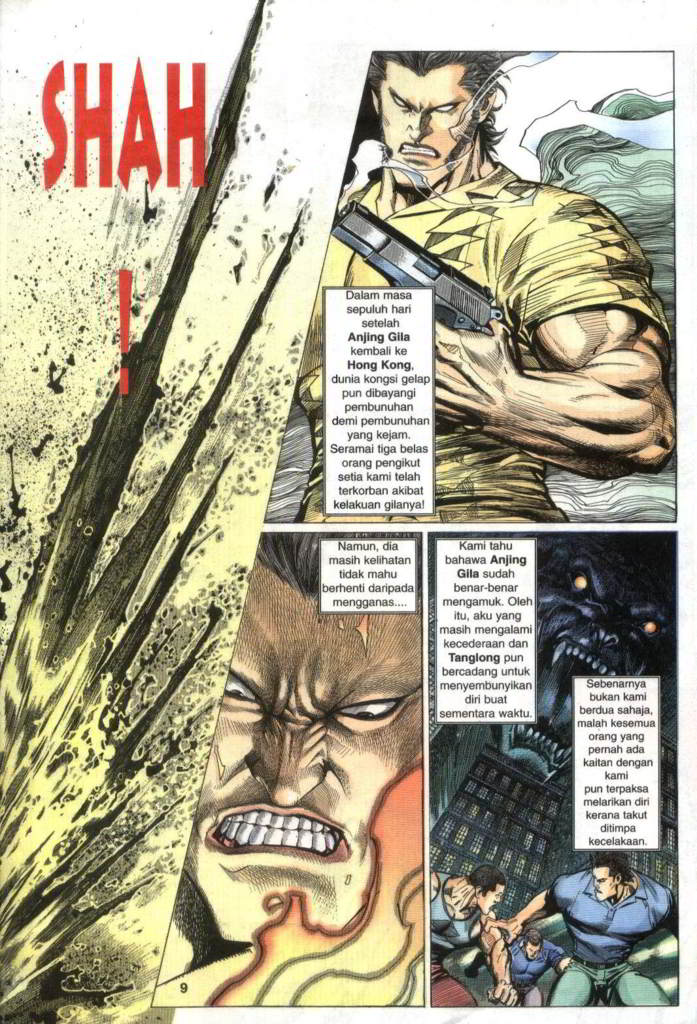 SHAH
!
Dalam masa
sepuluh hari
setelah
Anjing Gila
kembali ke
Hong Kong,
dunia kongsi gelap
pun dibayangi
pembunuhan
demi pembunuhan
yang kejam.
Seramai tiga belas
orang pengikut
setia kami telah
terkorban akibat
kelakuan gilanya!
Namun, dia
masih kelihatan
tidak mahu
berhenti daripada
mengganas....
Kami tahu
bahawa Anjing
Gila sudah
benar-benar
mengamuk. Oleh
itu, aku yang
masih mengalami
kecederaan dan
Tanglong pun
bercadang untuk
menyembunyikan
diri buat
sementara waktu.
Sebenarnya
bukan kami
berdua sahaja,
malah kesemua
orang yang
pernah ada
kaitan dengan
kami
pun terpaksa
melarikan diri
kerana takut
ditimpa
kecelakaan.
9